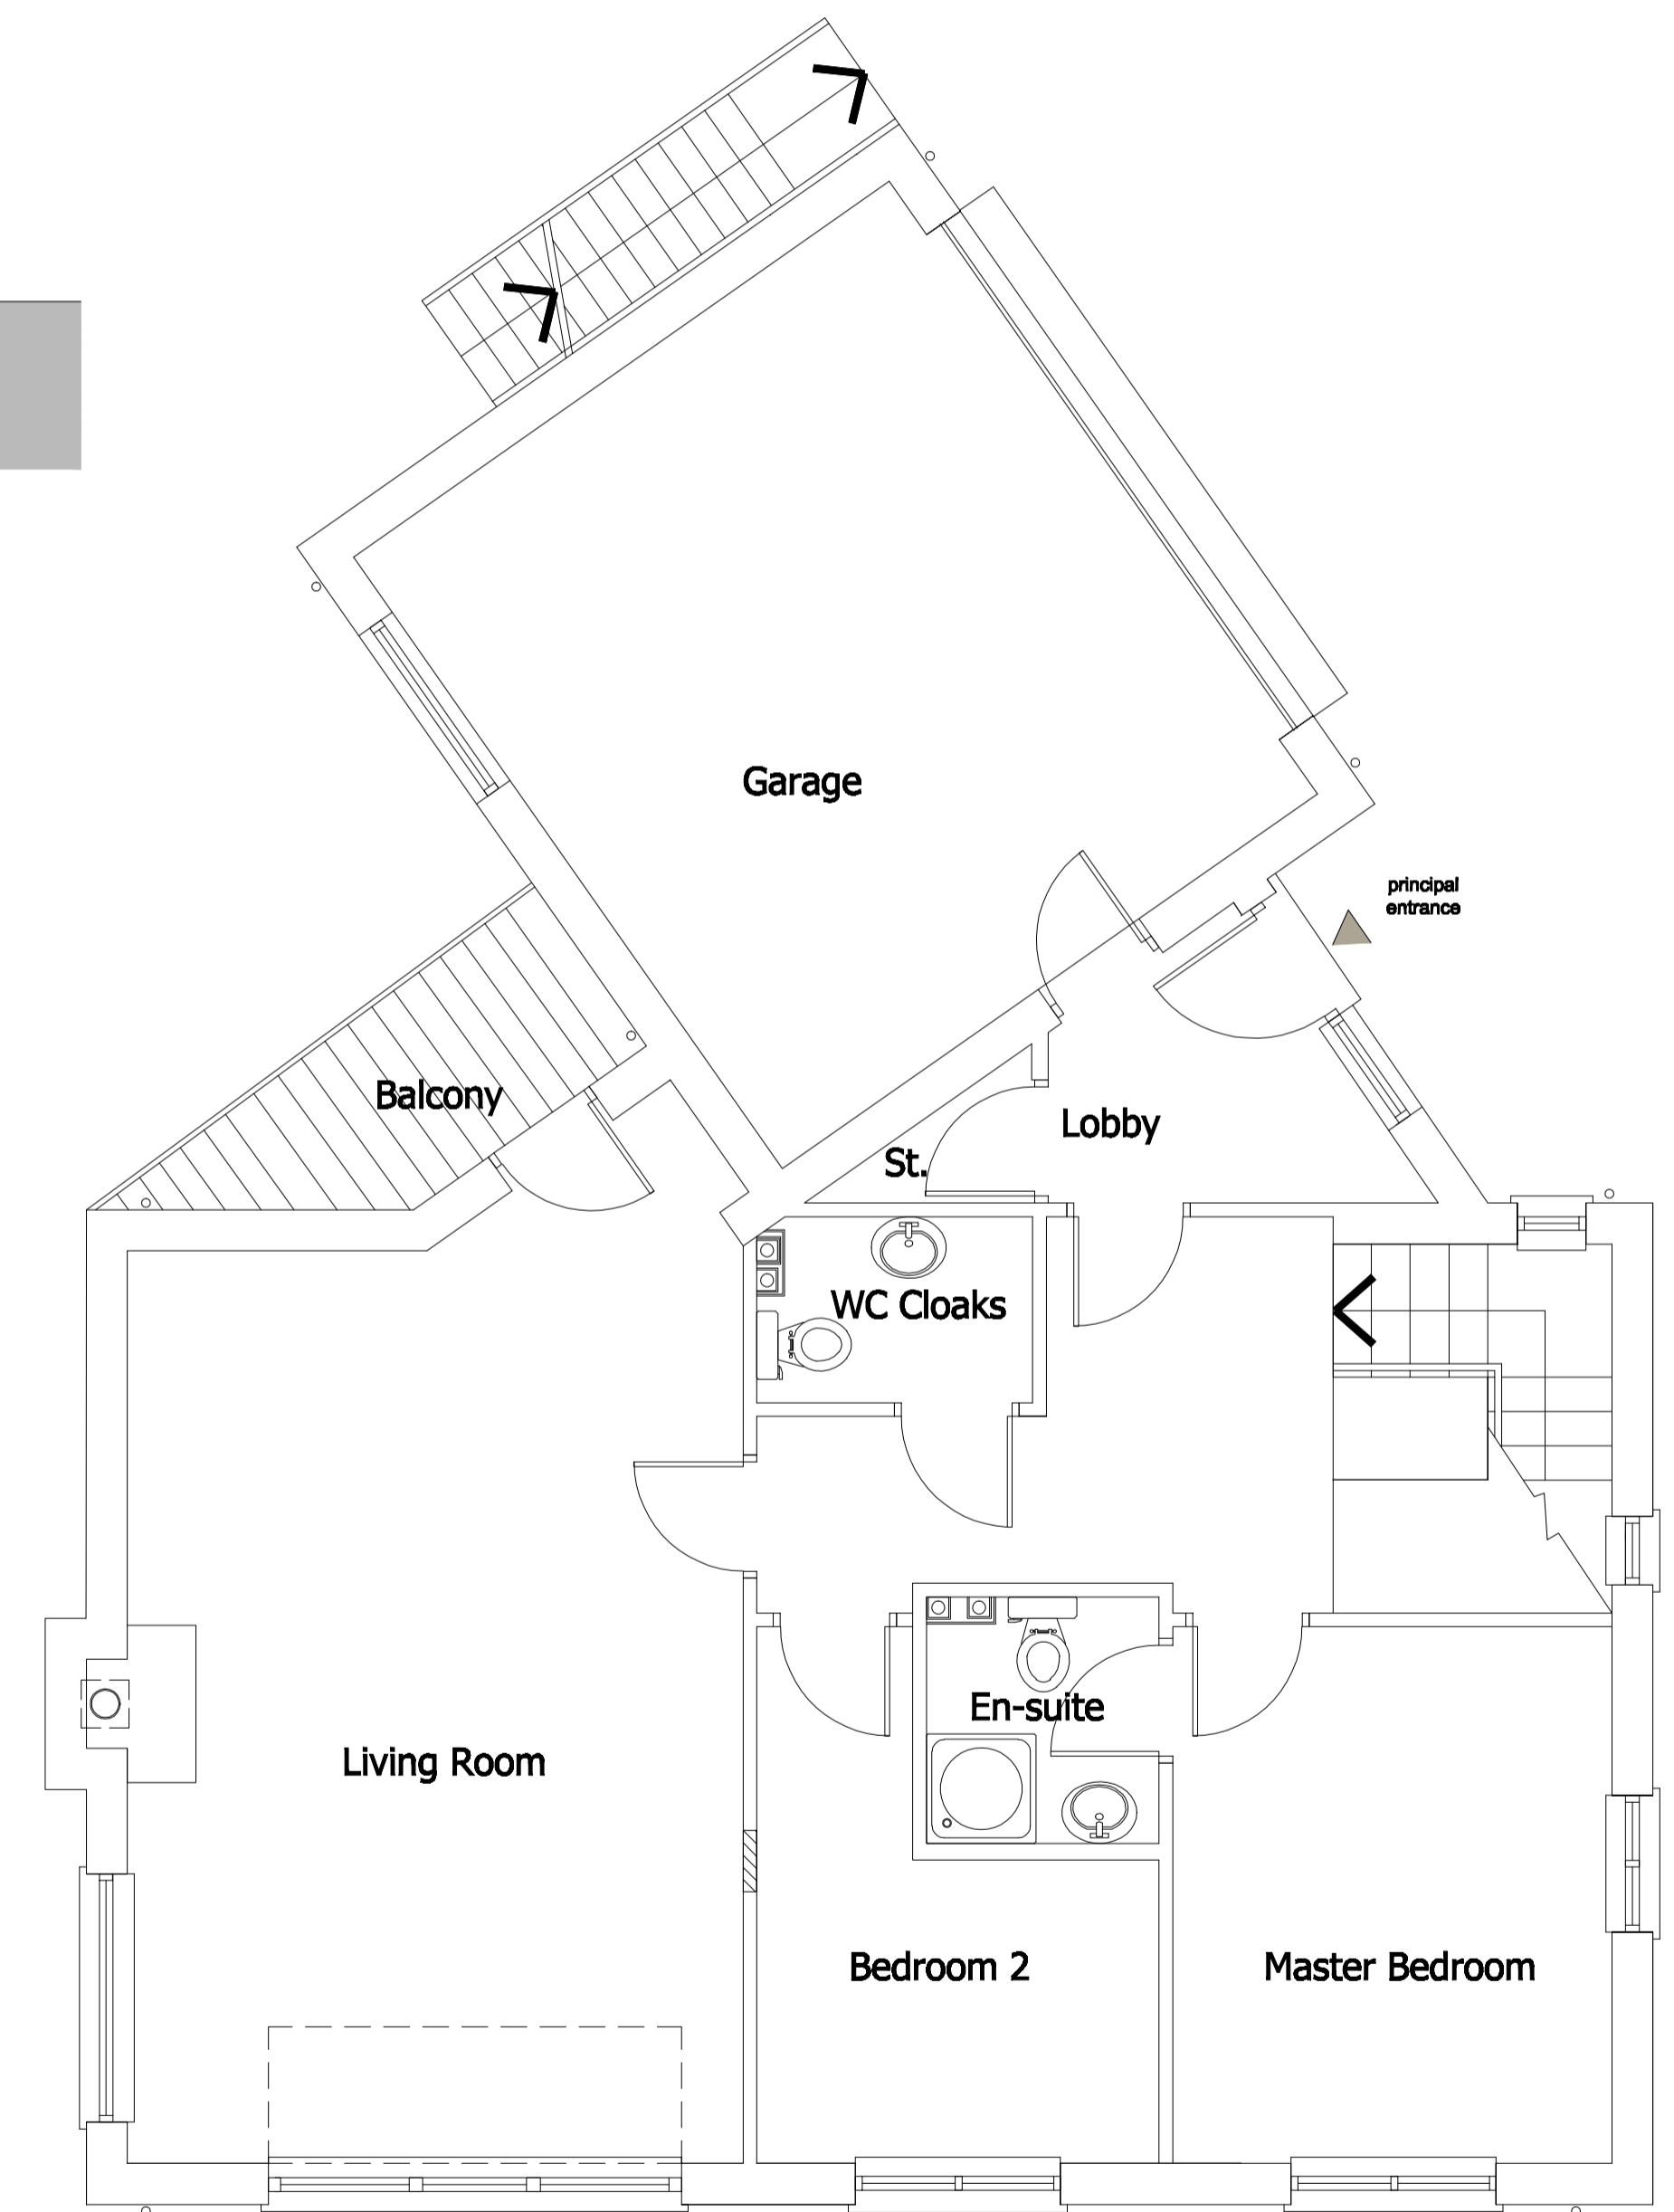 Garage
principal
entrance
Balcony
Lobby
St.
WC Cloaks
En-suite
Living Room
Bedroom 2
Master Bedroom